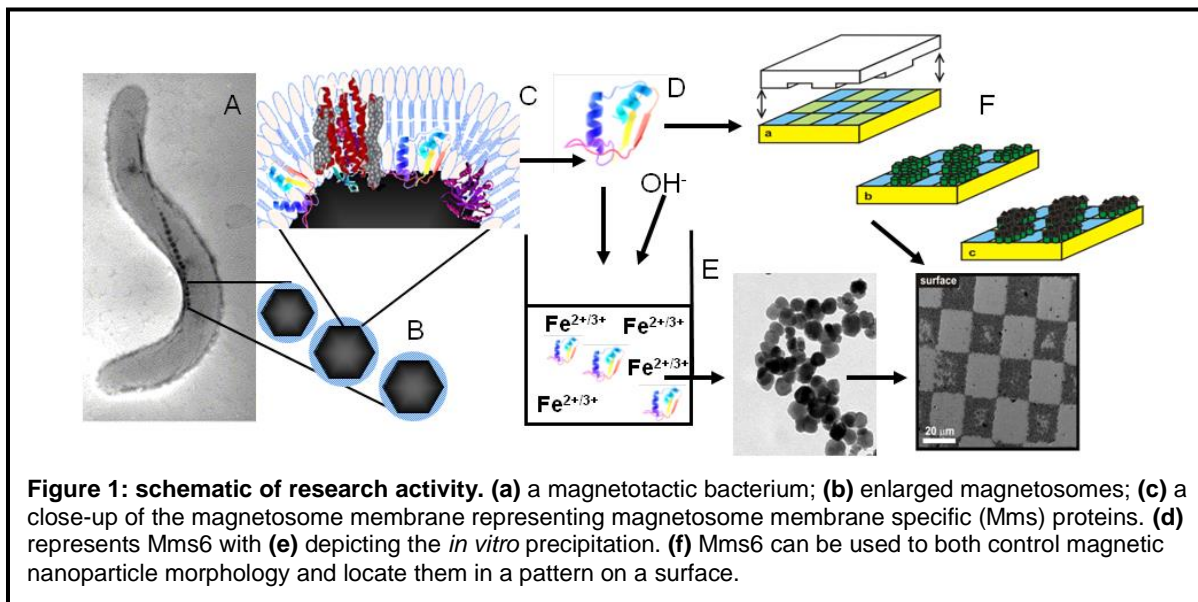 A
C
D
F
OH-
a
b
c
B
E
Fe2+/3+ Fe2+/3+
Fe2+/3+
Fe2+/3+
surface
20 μm
Figure 1: schematic of research activity. (a) a magnetotactic bacterium; (b) enlarged magnetosomes; (c) a
close-up of the magnetosome membrane representing magnetosome membrane specific (Mms) proteins. (d)
represents Mms6 with (e) depicting the in vitro precipitation. (f) Mms6 can be used to both control magnetic
nanoparticle morphology and locate them in a pattern on a surface.